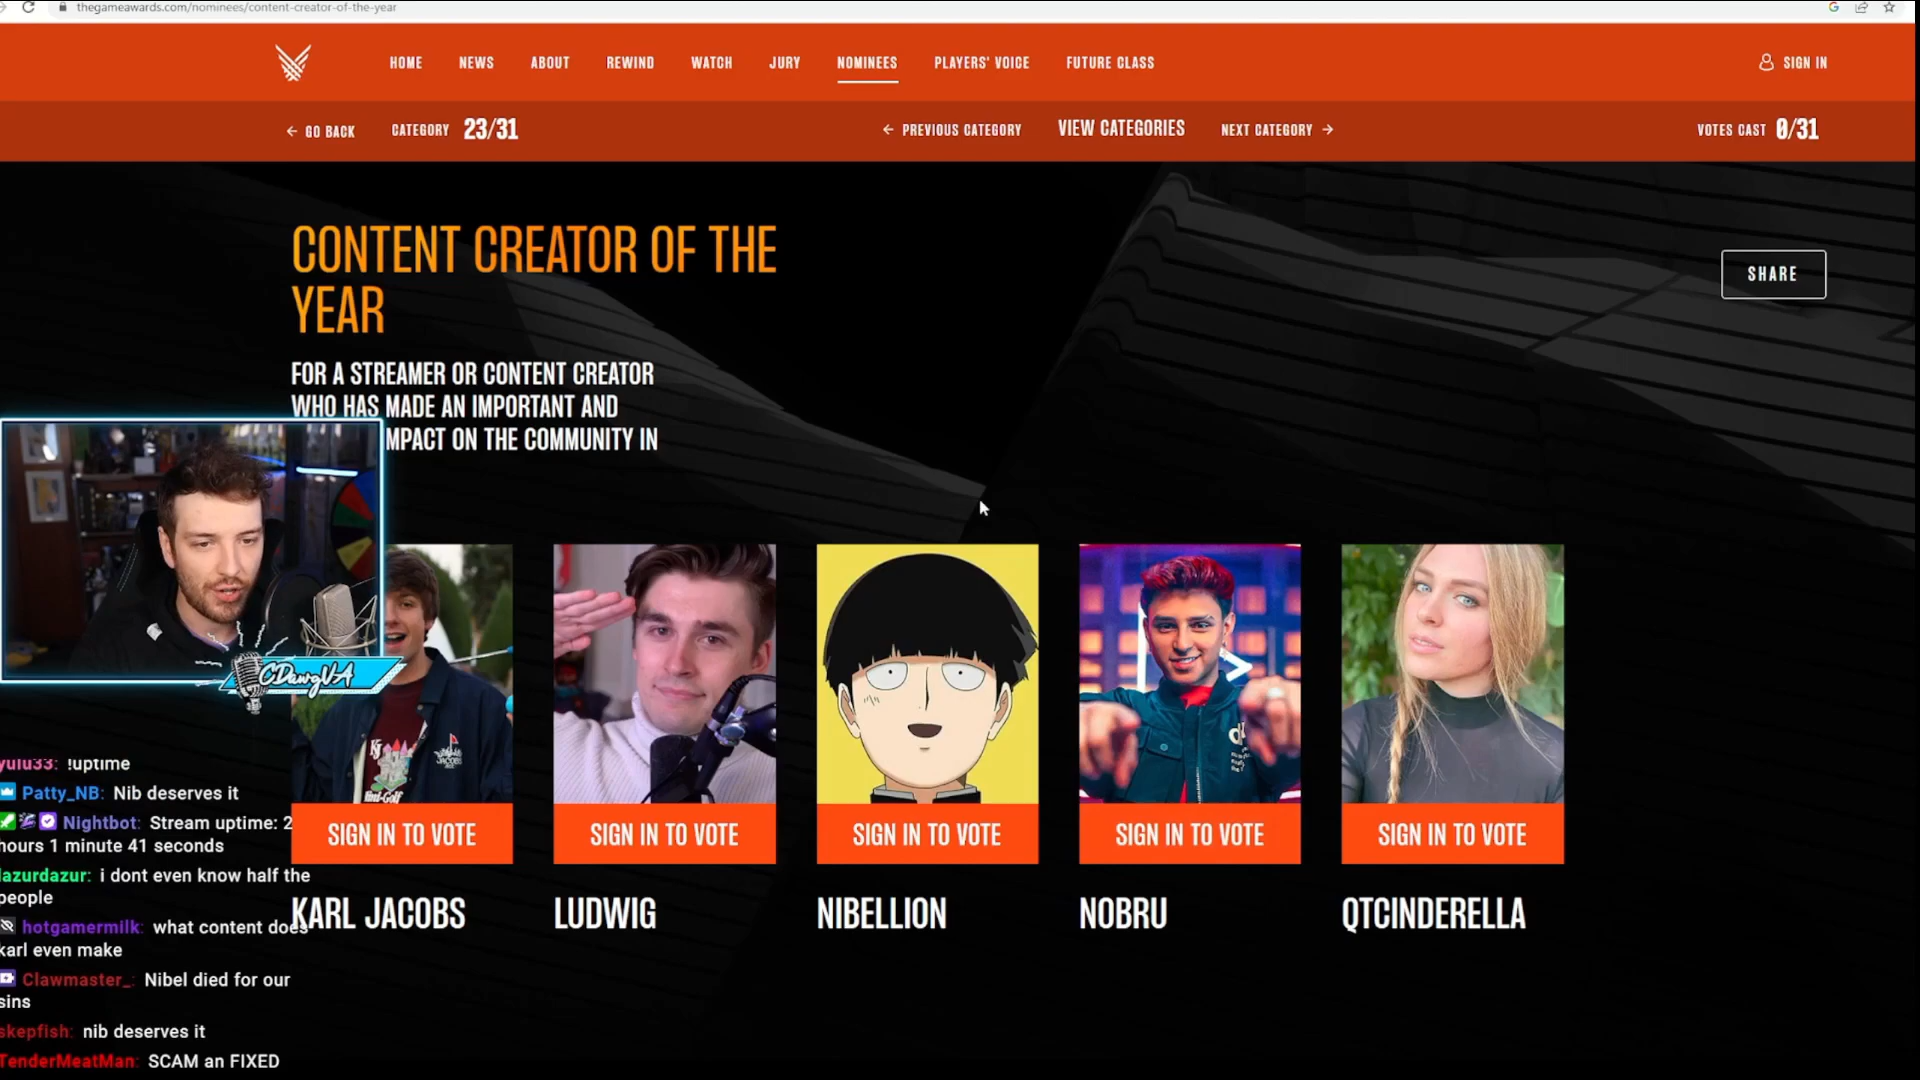 thegameawards.com/nominees/content-creator-of-the-year
HOME NEWS ABOUT REWIND WATCH JURY NOMINEES PLAYERS' VOICE FUTURE CLASS SIGN IN
← GO BACK CATEGORY 23/31 ← PREVIOUS CATEGORY VIEW CATEGORIES NEXT CATEGORY → VOTES CAST 0/31
CONTENT CREATOR OF THE
YEAR
SHARE
FOR A STREAMER OR CONTENT CREATOR
WHO HAS MADE AN IMPORTANT AND
MPACT ON THE COMMUNITY IN
CDawgVA
SIGN IN TO VOTE SIGN IN TO VOTE SIGN IN TO VOTE SIGN IN TO VOTE SIGN IN TO VOTE
KARL JACOBS LUDWIG NIBELLION NOBRU QTCINDERELLA
yulu33: !uptime
Patty_NB: Nib deserves it
Nightbot: Stream uptime: 2
hours 1 minute 41 seconds
lazurdazur: i dont even know half the
people
hotgamermilk: what content does
karl even make
Clawmaster_: Nibel died for our
sins
skepfish: nib deserves it
TenderMeatMan: SCAM an FIXED